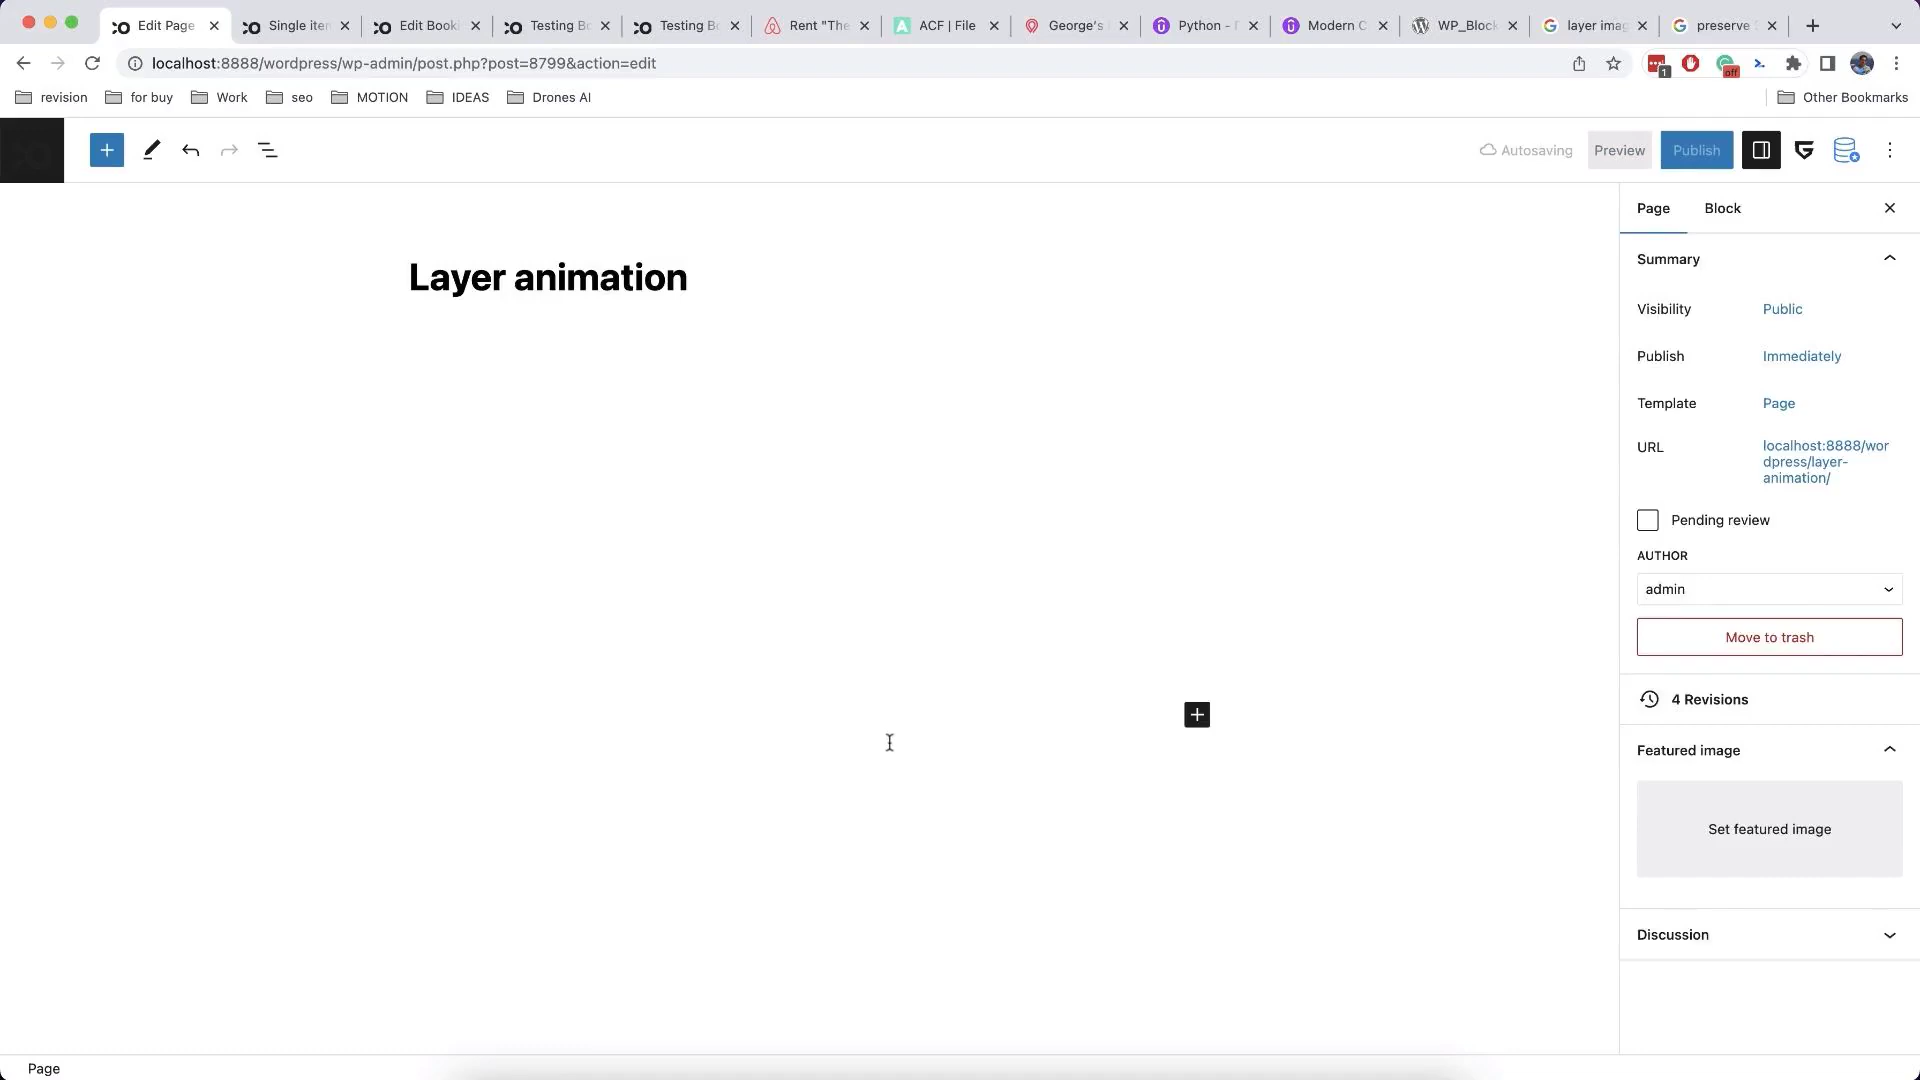 Edit Page
Single iten
Edit Booki
Testing Bo
Testing Bo
Rent "The
ACF | File
George's
Python -
Modern C
WP_Block
layer imag
preserve
localhost:8888/wordpress/wp-admin/post.php?post=8799&action=edit
1
off
revision
for buy
Work
seo
MOTION
IDEAS
Drones AI
Other Bookmarks
Autosaving
Preview
Publish
Page
Block
Layer animation
Summary
Visibility
Public
Publish
Immediately
Template
Page
URL
localhost:8888/wor
dpress/layer-
animation/
Pending review
AUTHOR
admin
Move to trash
4 Revisions
Featured image
Set featured image
Discussion
Page